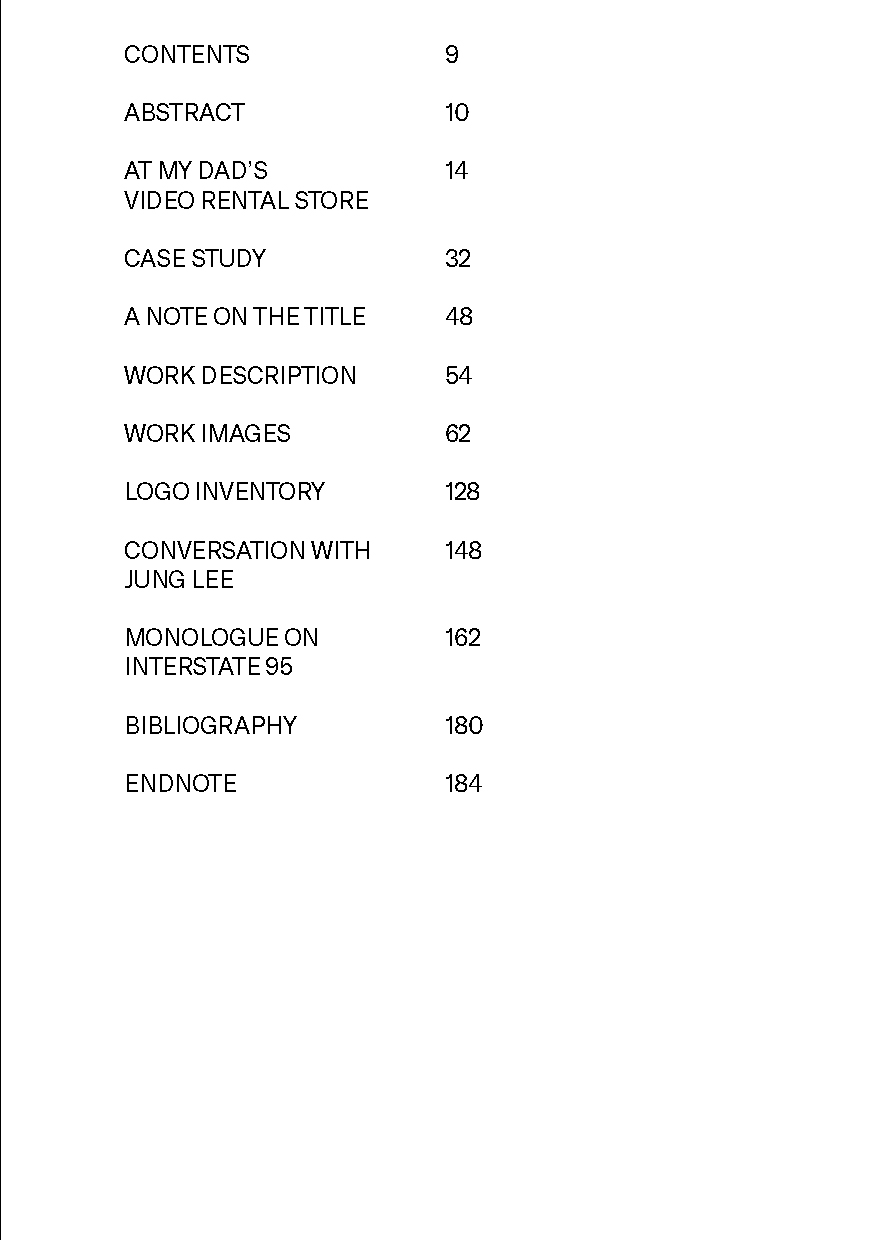 CONTENTS 9
ABSTRACT 10
AT MY DAD’S 14
VIDEO RENTAL STORE
CASE STUDY 32
A NOTE ON THE TITLE 48
WORK DESCRIPTION 54
WORK IMAGES 62
LOGO INVENTORY 128
CONVERSATION WITH 148
JUNG LEE
MONOLOGUE ON 162
INTERSTATE 95
BIBLIOGRAPHY 180
ENDNOTE 184